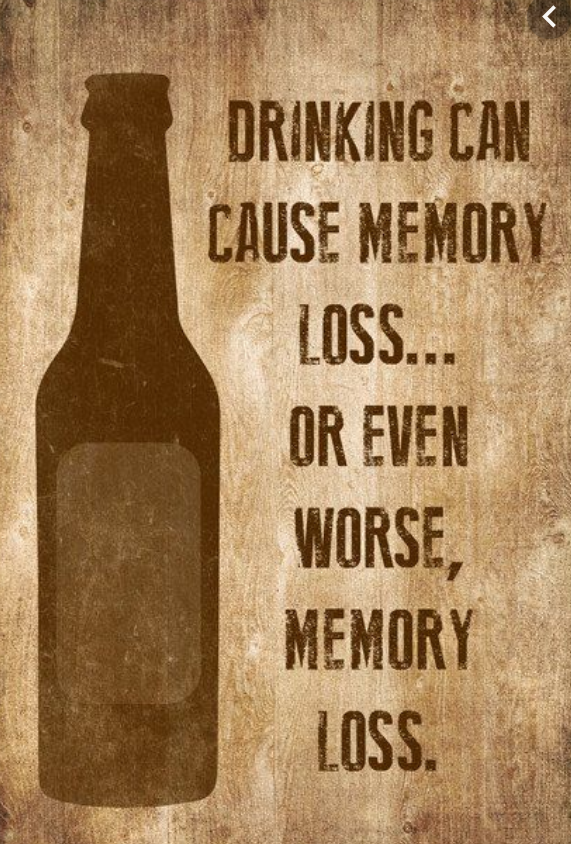 DRINKING CAN
CAUSE MEMORY
LOSS...
OR EVEN
WORSE,
MEMORY
LOSS.